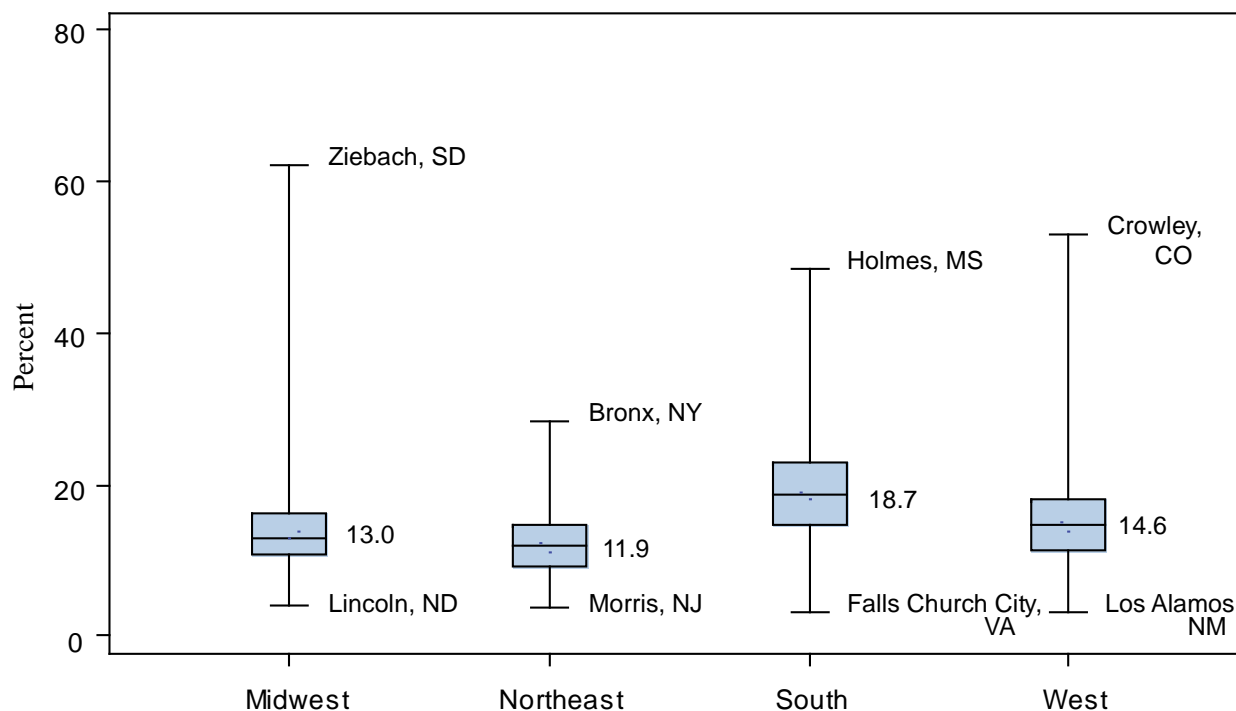 80
Ziebach, SD
60
Crowley,
CO
Holmes, MS
Percent
40
Bronx, NY
20
13.0
11.9
18.7
14.6
Lincoln, ND
Morris, NJ
Falls Church City,
VA
Los Alamos
NM
0
Midwest
Northeast
South
West